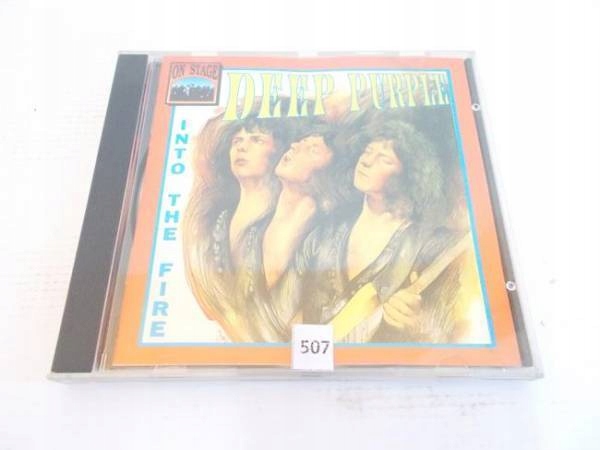 ON STAGE
DEEP PURPLE
INTO THE FIRE
507